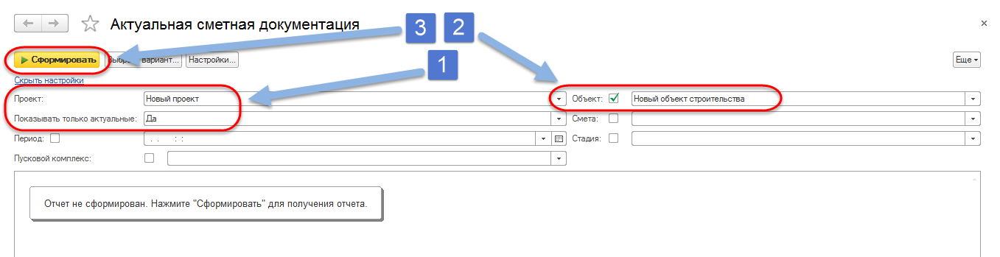 Актуальная сметная документация
3 2
Сформировать Выбрать вариант... Настройки... Еще
1
Скрыть настройки
Проект: Новый проект Объект: Новый объект строительства
Показывать только актуальные: Да Смета:
Период: . . : : Стадия:
Пусковой комплекс:
Отчет не сформирован. Нажмите "Сформировать" для получения отчета.